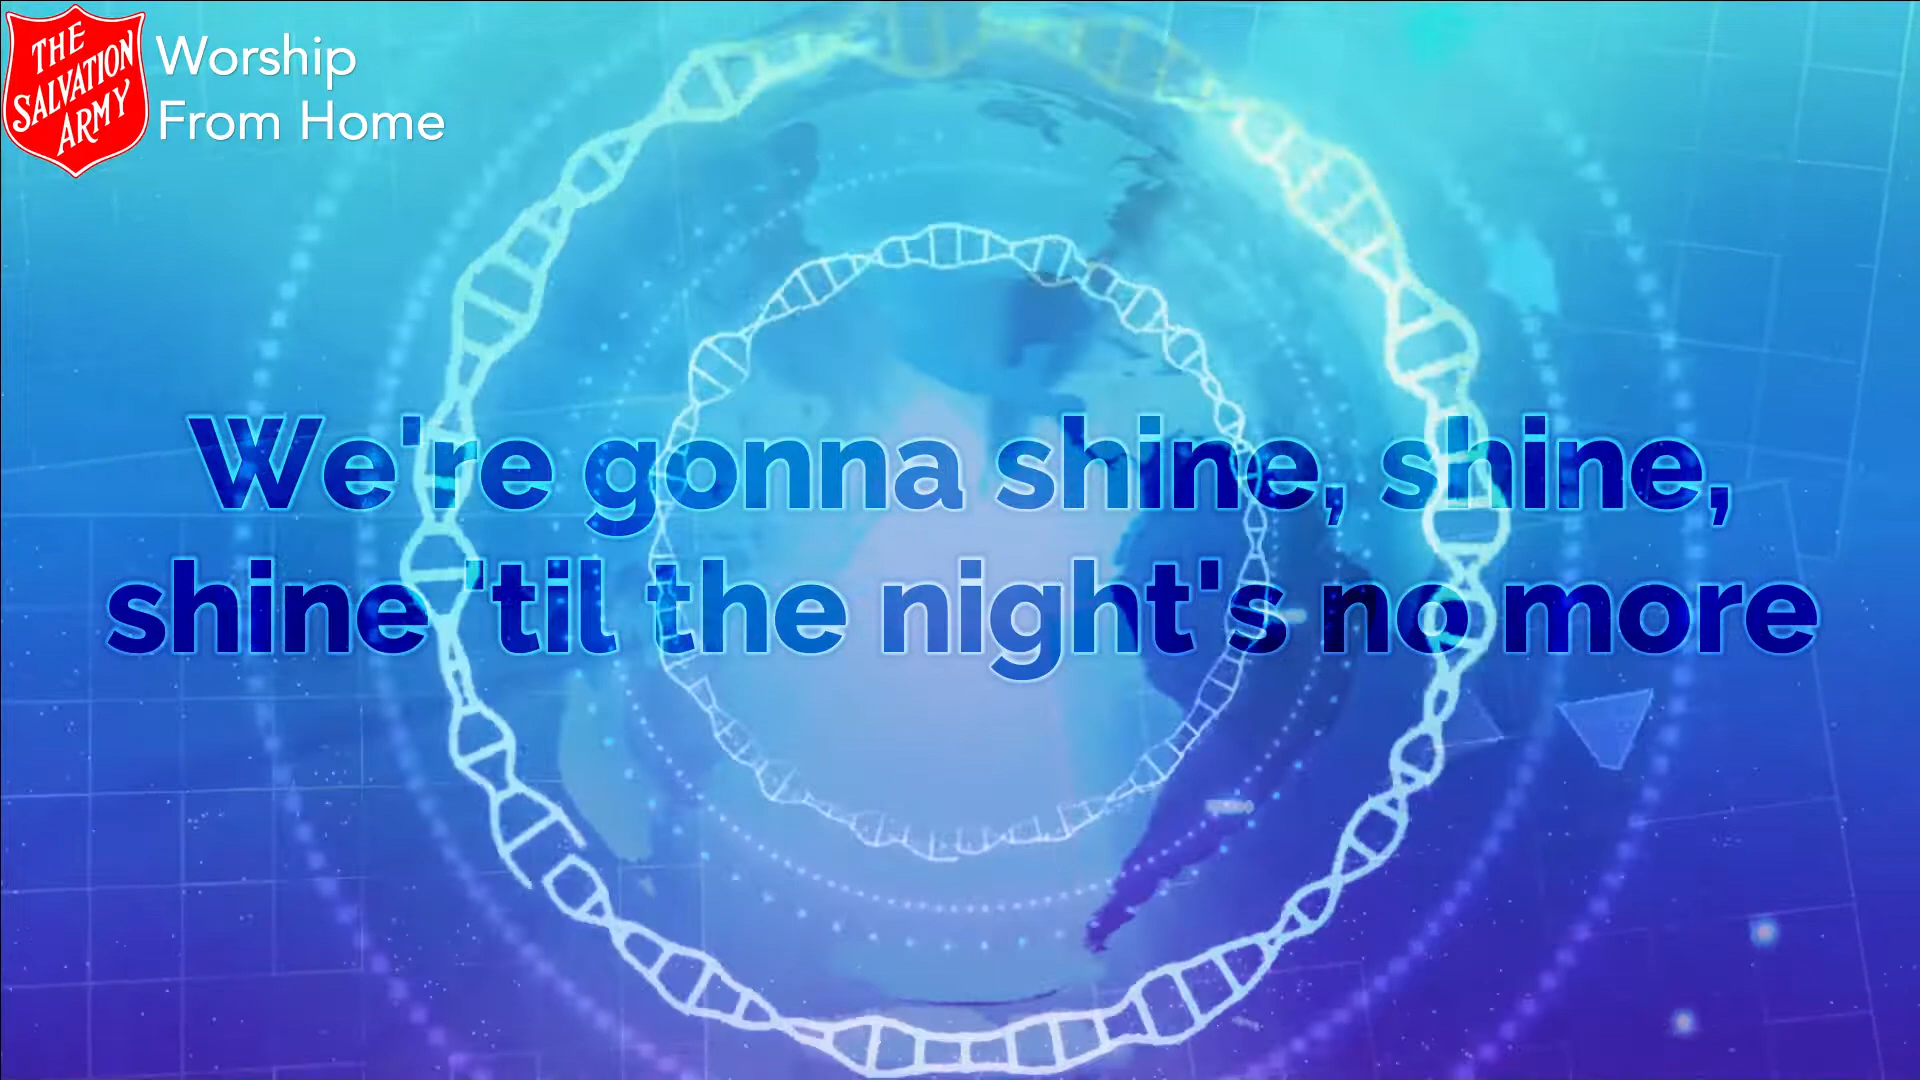 THE
SALVATION
ARMY
Worship
From Home
We're gonna shine, shine,
shine 'til the night's no more